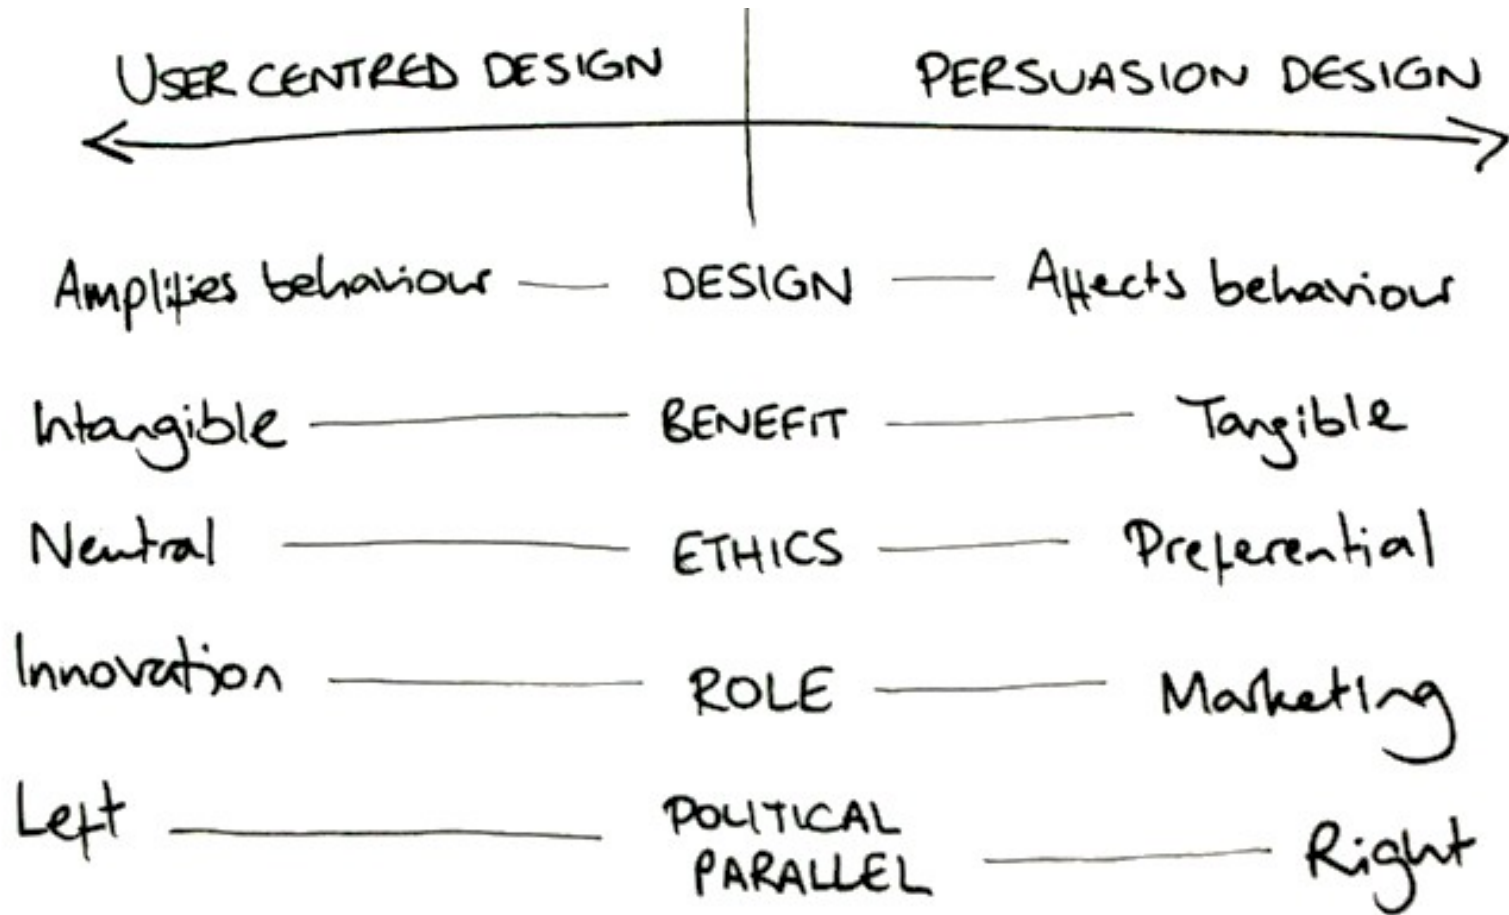 USER CENTRED DESIGN PERSUASION DESIGN
Amplifies behaviour DESIGN Affects behaviour
Intangible BENEFIT Tangible
Neutral ETHICS Preferential
Innovation ROLE Marketing
Left POLITICAL PARALLEL Right